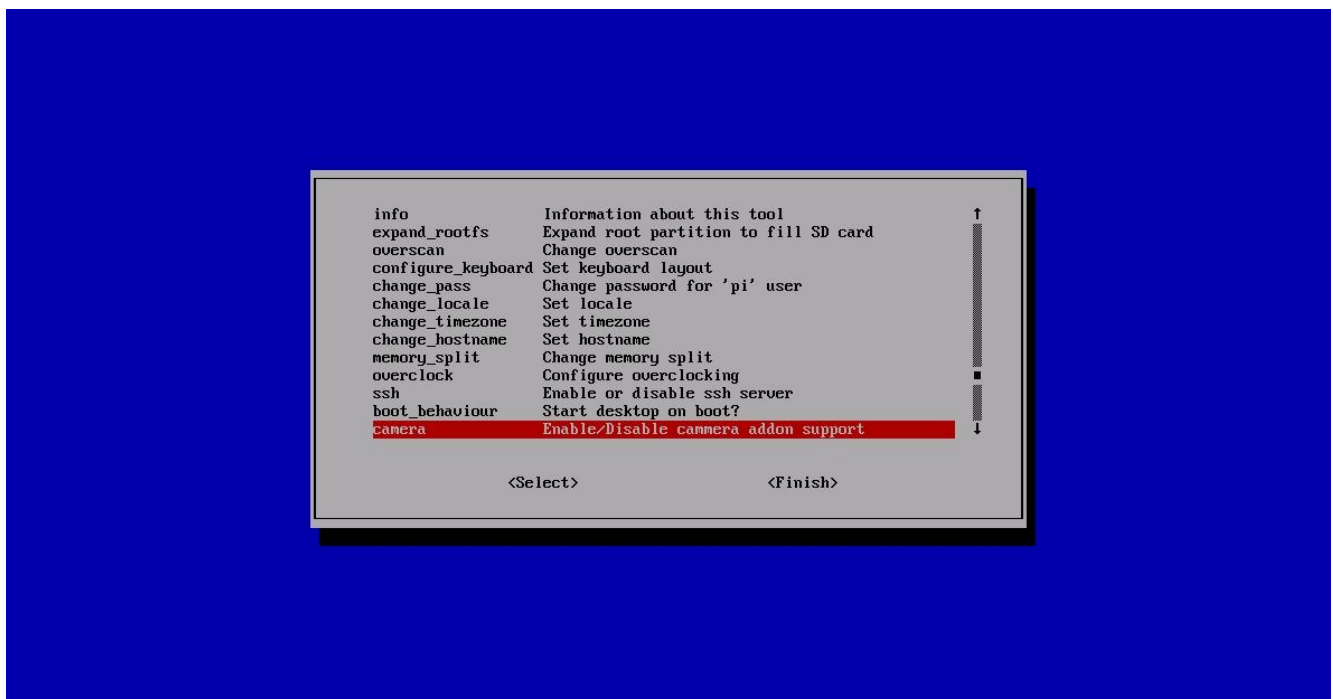 info Information about this tool
expand_rootfs Expand root partition to fill SD card
overscan Change overscan
configure_keyboard Set keyboard layout
change_pass Change password for 'pi' user
change_locale Set locale
change_timezone Set timezone
change_hostname Set hostname
memory_split Change memory split
overclock Configure overclocking
ssh Enable or disable ssh server
boot_behaviour Start desktop on boot?
camera Enable/Disable cammera addon support
<Select> <Finish>